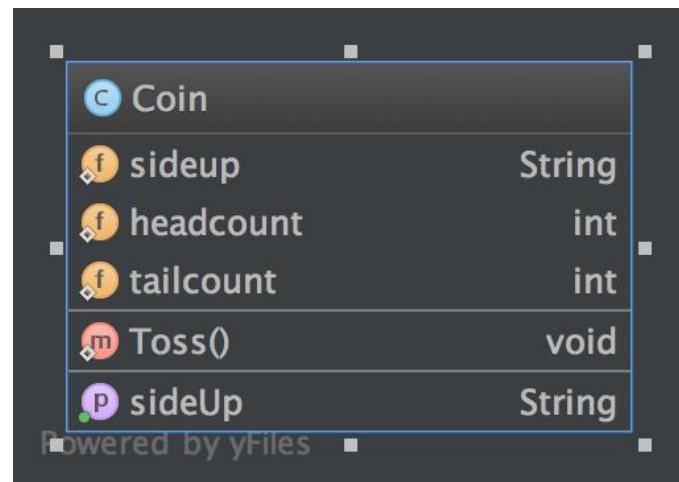 C Coin
f sideup String
f headcount int
f tailcount int
m Toss() void
p sideUp String
Powered by yFiles